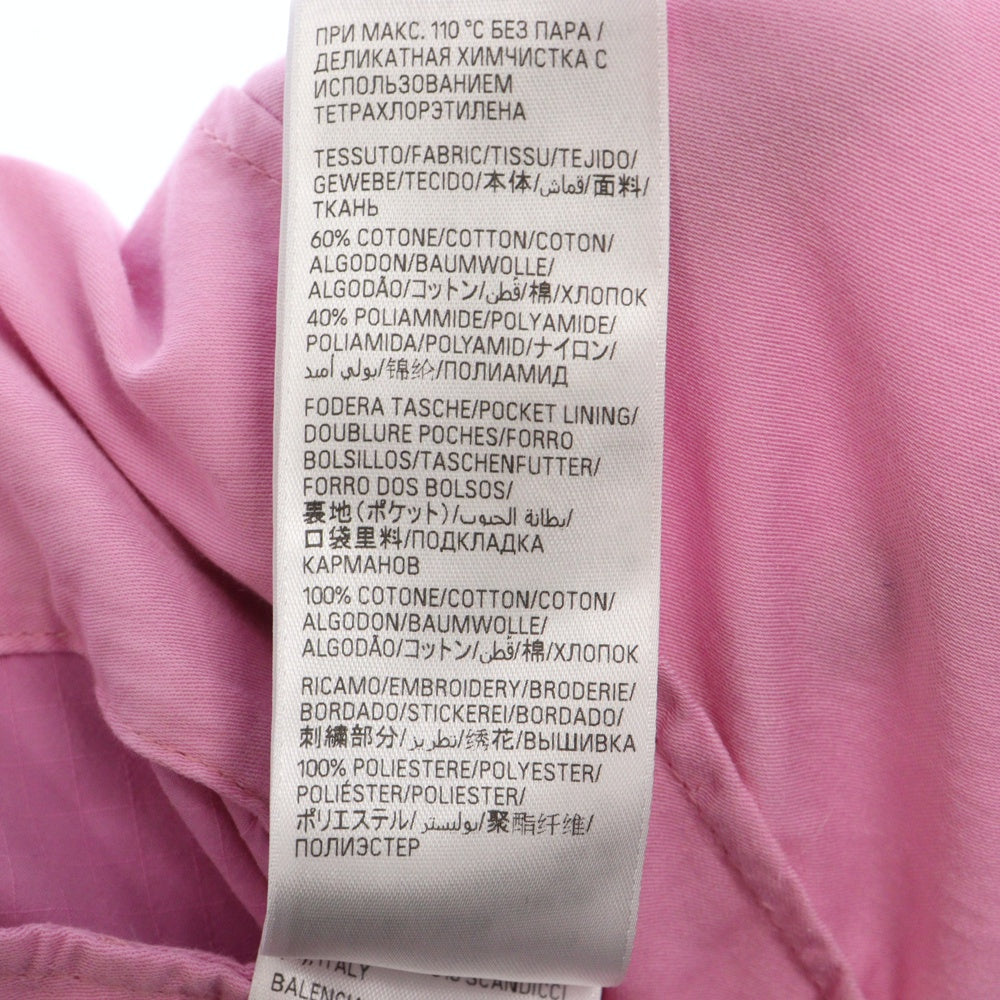 ПРИ МАКС. 110 °C БЕЗ ПАРА /
ДЕЛИКАТНАЯ ХИМЧИСТКА С
ИСПОЛЬЗОВАНИЕМ
ТЕТРАХЛОРЭТИЛЕНА
TESSUTO/FABRIC/TISSU/TEJIDO/
GEWEBE/TECIDO/本体/قماش/面料/
ТКАНЬ
60% COTONE/COTTON/COTON/
ALGODON/BAUMWOLLE/
ALGODÃO/コットン/قُطن/棉/ХЛОПОК
40% POLIAMMIDE/POLYAMIDE/
POLIAMIDA/POLYAMID/ナイロン/
بولي أميد/锦纶/ПОЛИАМИД
FODERA TASCHE/POCKET LINING/
DOUBLURE POCHES/FORRO
BOLSILLOS/TASCHENFUTTER/
FORRO DOS BOLSOS/
裏地(ポケット)/بطانة الجيوب/
口袋里料/ПОДКЛАДКА
КАРМАНОВ
100% COTONE/COTTON/COTON/
ALGODON/BAUMWOLLE/
ALGODÃO/コットン/قُطن/棉/ХЛОПОК
RICAMO/EMBROIDERY/BRODERIE/
BORDADO/STICKEREI/BORDADO/
刺繍部分/تطريز/绣花/ВЫШИВКА
100% POLIESTERE/POLYESTER/
POLIÉSTER/POLIESTER/
ポリエステル/بوليستر/聚酯纤维/
ПОЛИЭСТЕР
ITALY SCANDICCI